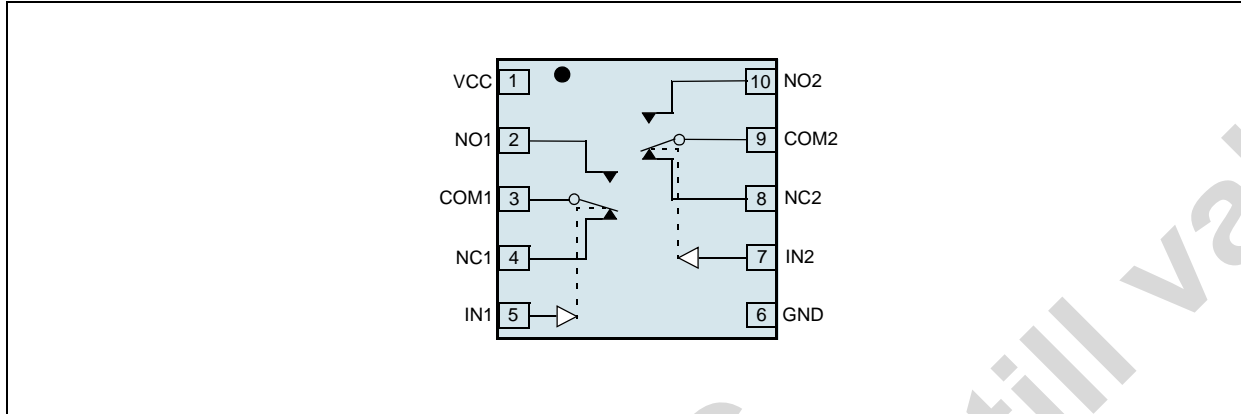 VCC 1
10 NO2
NO1 2
9 COM2
COM1 3
8 NC2
NC1 4
7 IN2
IN1 5
6 GND
still